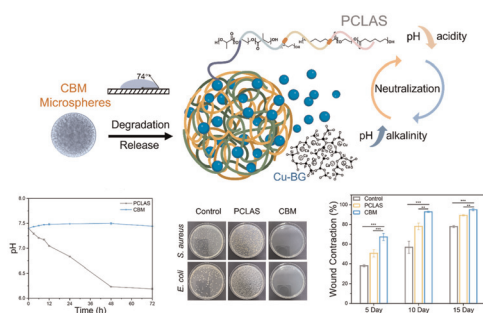 PCLAS
pH
acidity
74°
CBM
Microspheres
Degradation
Release
Neutralization
pH
alkalinity
Cu-BG
pH
9.0
7.5
7.0
6.5
6.0
0
12
24
36
48
60
72
Time (h)
PCLAS
CBM
Control
PCLAS
CBM
S. aureus
E. coli
Wound Contraction (%)
100
80
60
40
20
0
5 Day
10 Day
15 Day
Control
PCLAS
CBM
***
***
**
***
**
***
**